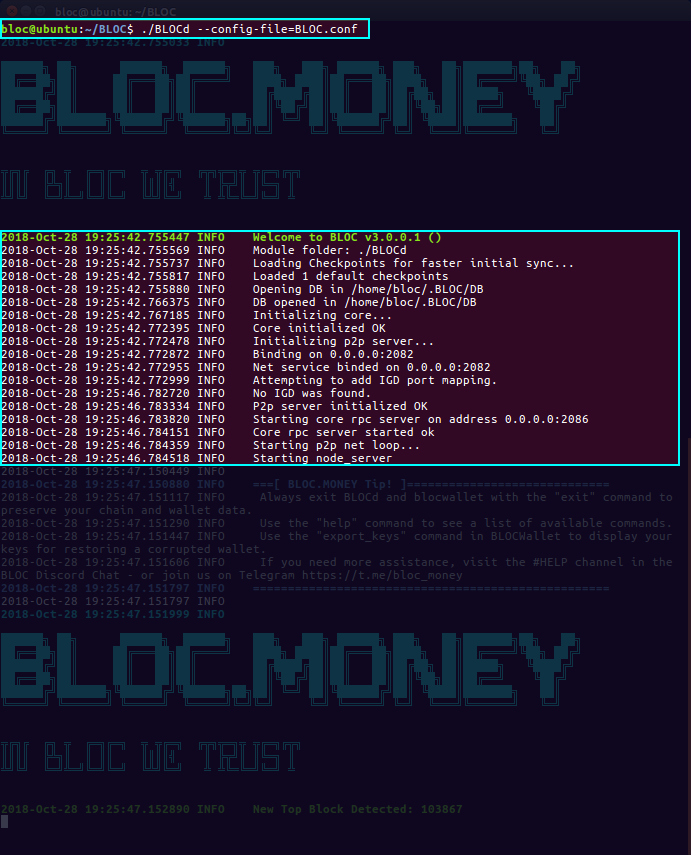 bloc@ubuntu: ~/BLOC
bloc@ubuntu:~/BLOC$ ./BLOCd --config-file=BLOC.conf
2018-Oct-28 19:25:42.755033 INFO
BLOC.MONEY
IN BLOC WE TRUST
2018-Oct-28 19:25:42.755447 INFO    Welcome to BLOC v3.0.0.1 ()
2018-Oct-28 19:25:42.755569 INFO    Module folder: ./BLOCd
2018-Oct-28 19:25:42.755737 INFO    Loading Checkpoints for faster initial sync...
2018-Oct-28 19:25:42.755817 INFO    Loaded 1 default checkpoints
2018-Oct-28 19:25:42.755880 INFO    Opening DB in /home/bloc/.BLOC/DB
2018-Oct-28 19:25:42.766375 INFO    DB opened in /home/bloc/.BLOC/DB
2018-Oct-28 19:25:42.767185 INFO    Initializing core...
2018-Oct-28 19:25:42.772395 INFO    Core initialized OK
2018-Oct-28 19:25:42.772478 INFO    Initializing p2p server...
2018-Oct-28 19:25:42.772872 INFO    Binding on 0.0.0.0:2082
2018-Oct-28 19:25:42.772955 INFO    Net service binded on 0.0.0.0:2082
2018-Oct-28 19:25:42.772999 INFO    Attempting to add IGD port mapping.
2018-Oct-28 19:25:46.782720 INFO    No IGD was found.
2018-Oct-28 19:25:46.783334 INFO    P2p server initialized OK
2018-Oct-28 19:25:46.783820 INFO    Starting core rpc server on address 0.0.0.0:2086
2018-Oct-28 19:25:46.784151 INFO    Core rpc server started ok
2018-Oct-28 19:25:46.784359 INFO    Starting p2p net loop...
2018-Oct-28 19:25:46.784518 INFO    Starting node_server
2018-Oct-28 19:25:47.150449 INFO
2018-Oct-28 19:25:47.150880 INFO    ===[ BLOC.MONEY Tip! ]==============================
2018-Oct-28 19:25:47.151117 INFO     Always exit BLOCd and blocwallet with the "exit" command to
preserve your chain and wallet data.
2018-Oct-28 19:25:47.151290 INFO     Use the "help" command to see a list of available commands.
2018-Oct-28 19:25:47.151447 INFO     Use the "export_keys" command in BLOCWallet to display your
keys for restoring a corrupted wallet.
2018-Oct-28 19:25:47.151606 INFO     If you need more assistance, visit the #HELP channel in the
BLOC Discord Chat - or join us on Telegram https://t.me/bloc_money
2018-Oct-28 19:25:47.151797 INFO    ====================================================
2018-Oct-28 19:25:47.151797 INFO
2018-Oct-28 19:25:47.151999 INFO
BLOC.MONEY
IN BLOC WE TRUST
2018-Oct-28 19:25:47.152890 INFO    New Top Block Detected: 103867